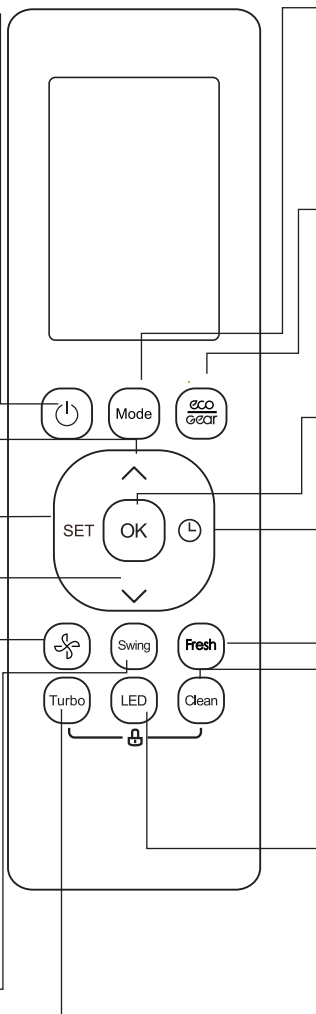 Mode
eco
Gear
SET
OK
Swing
Fresh
Turbo
LED
Clean